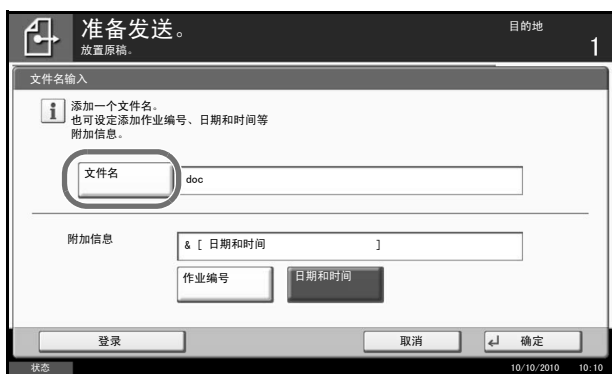 准备发送。
放置原稿。
目的地
1
文件名输入
添加一个文件名。
也可设定添加作业编号、日期和时间等
附加信息。
文件名
doc
附加信息
& [ 日期和时间 ]
作业编号
日期和时间
登录
取消
确定
状态
10/10/2010 10:10